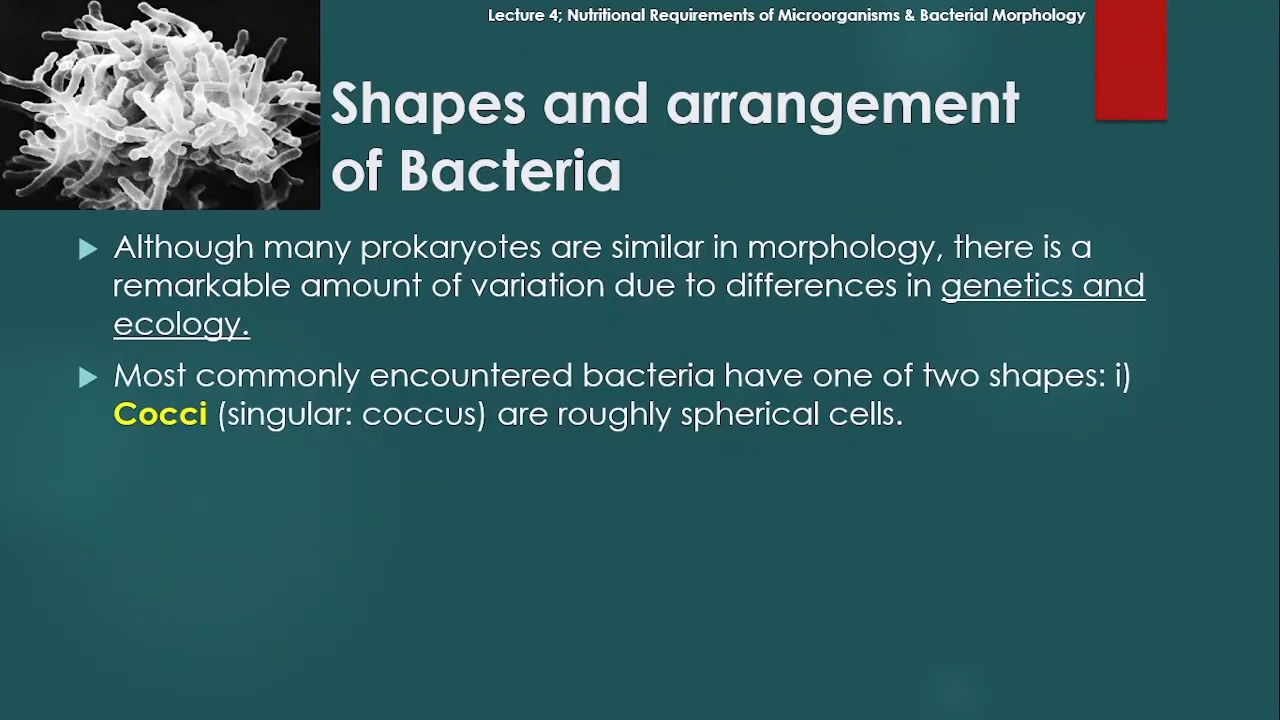 Lecture 4; Nutritional Requirements of Microorganisms & Bacterial Morphology
Shapes and arrangement
of Bacteria
Although many prokaryotes are similar in morphology, there is a
remarkable amount of variation due to differences in genetics and
ecology.
Most commonly encountered bacteria have one of two shapes: i)
Cocci (singular: coccus) are roughly spherical cells.